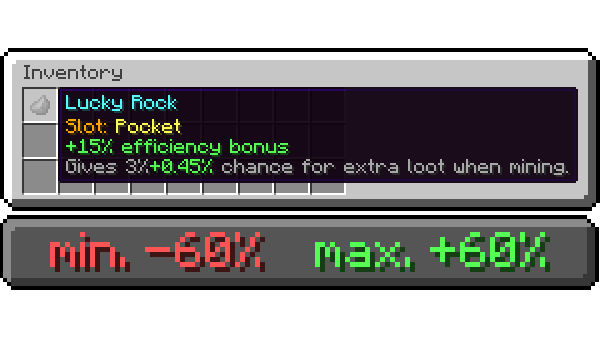 Inventory
Lucky Rock
Slot: Pocket
+15% efficiency bonus
Gives 3%+0.45% chance for extra loot when mining.
min. -60% max. +60%